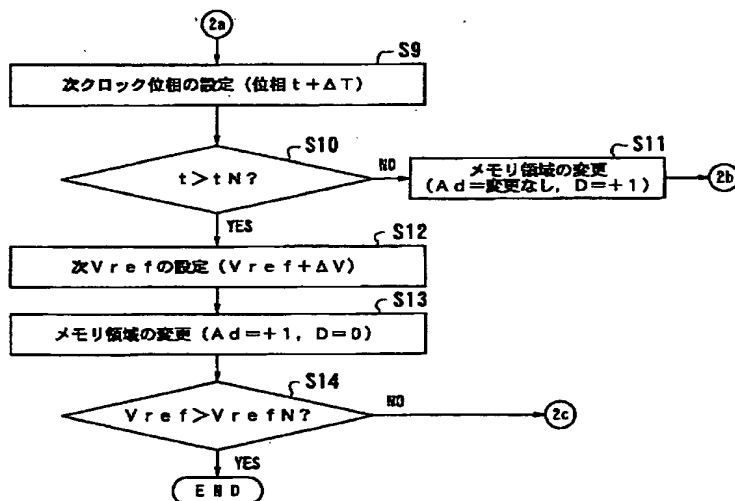 2a
S9
次クロック位相の設定(位相t+ΔT)
S10
t>tN?
NO
S11
メモリ領域の変更
(Ad=変更なし,D=+1)
2b
YES
S12
次Vrefの設定(Vref+ΔV)
S13
メモリ領域の変更(Ad=+1,D=0)
S14
Vref>VrefN?
NO
2c
YES
END